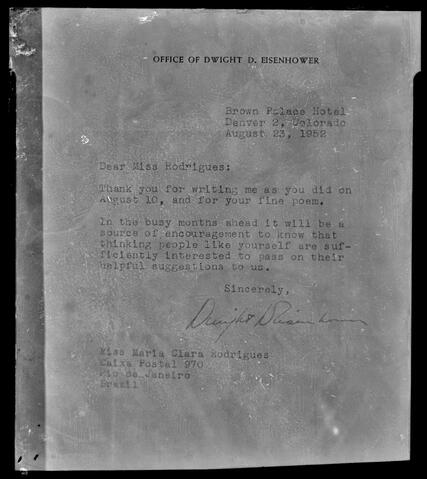 OFFICE OF DWIGHT D. EISENHOWER
Brown Palace Hotel
Denver 2, Colorado
August 23, 1952
Dear Miss Rodrigues:
Thank you for writing me as you did on
August 10, and for your fine poem.
In the busy months ahead it will be a
source of encouragement to know that
thinking people like yourself are suf-
ficiently interested to pass on their
helpful suggestions to us.
Sincerely,
Dwight D Eisenhower
Miss Maria Clara Rodrigues
Caixa Postal 970
Rio de Janeiro
Brazil